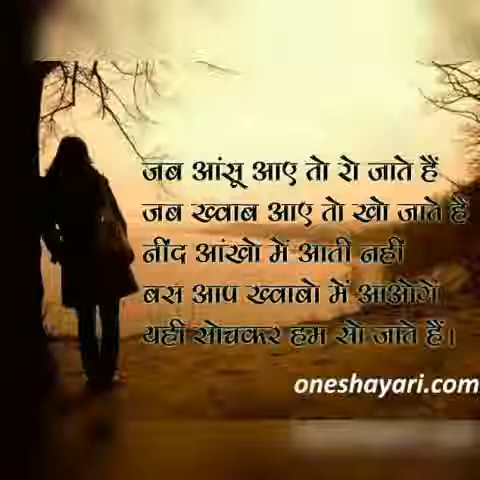 जब आंसू आए तो रो जाते हैं
जब ख्वाब आए तो खो जाते हैं
नींद आंखो में आती नहीं
बस आप ख्वाबो में आओगें
यही सोचकर हम सो जाते हैं।
oneshayari.com